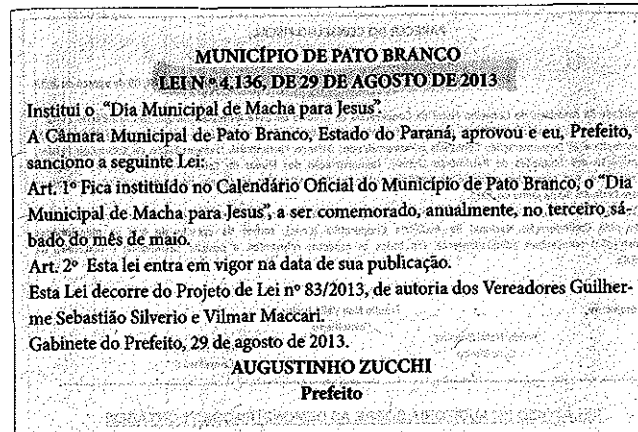 MUNICÍPIO DE PATO BRANCO
LEI Nº 4.136, DE 29 DE AGOSTO DE 2013
Institui o "Dia Municipal de Macha para Jesus".
A Câmara Municipal de Pato Branco, Estado do Paraná, aprovou e eu, Prefeito,
sanciono a seguinte Lei:
Art. 1º Fica instituído no Calendário Oficial do Município de Pato Branco, o "Dia
Municipal de Macha para Jesus", a ser comemorado, anualmente, no terceiro sá-
bado do mês de maio.
Art. 2º Esta lei entra em vigor na data de sua publicação.
Esta Lei decorre do Projeto de Lei nº 83/2013, de autoria dos Vereadores Guilher-
me Sebastião Silverio e Vilmar Maccari.
Gabinete do Prefeito, 29 de agosto de 2013.
AUGUSTINHO ZUCCHI
Prefeito